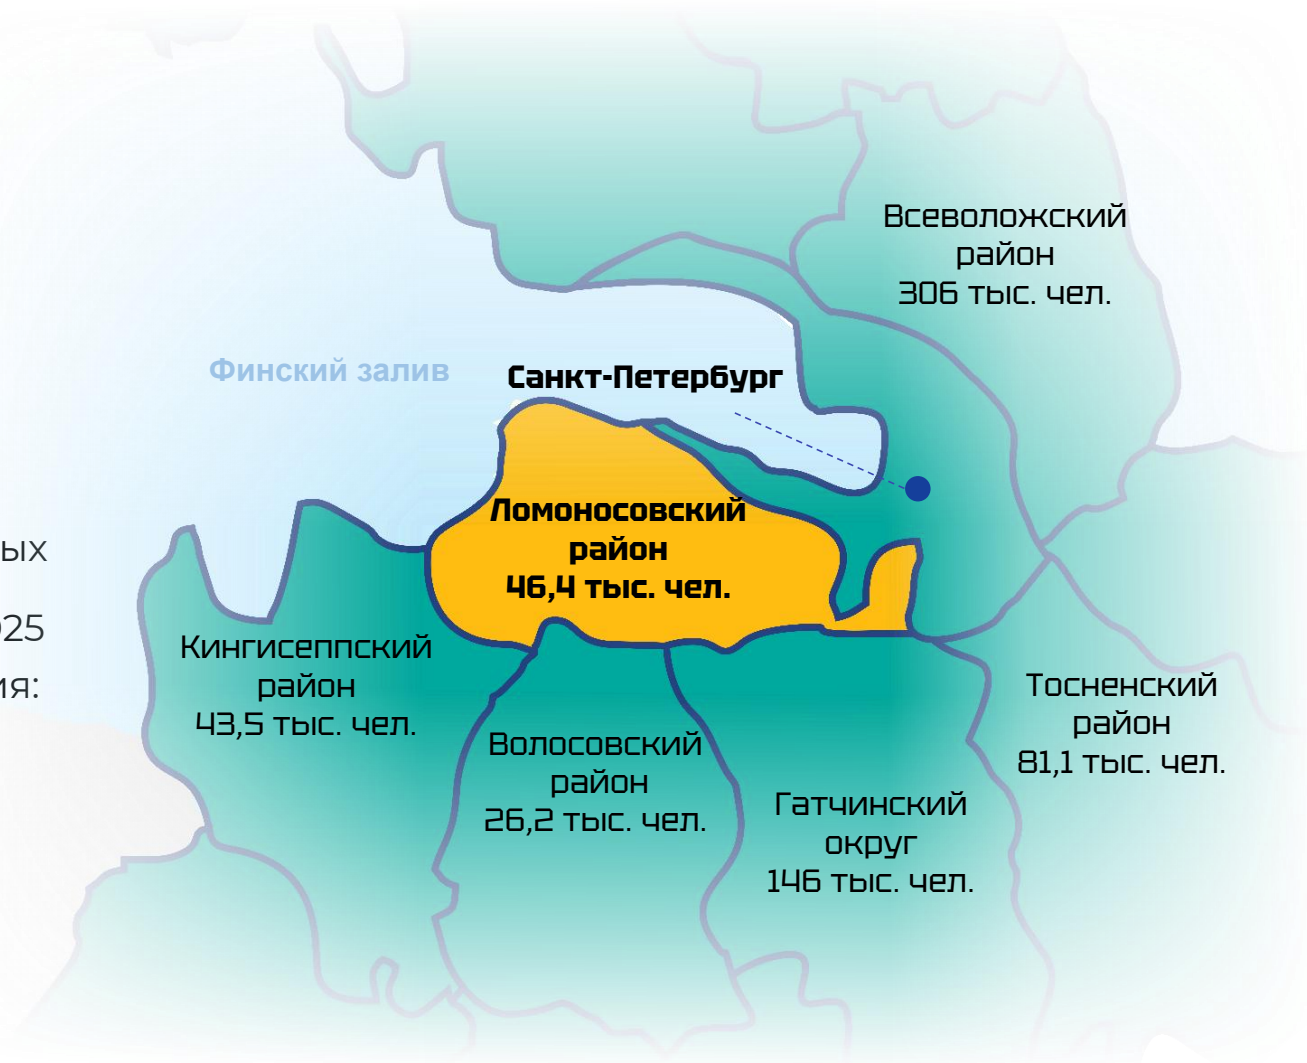 Всеволожский
район
306 тыс. чел.
Финский залив
Санкт-Петербург
Ломоносовский
район
46,4 тыс. чел.
Кингисеппский
район
43,5 тыс. чел.
Волосовский
район
26,2 тыс. чел.
Гатчинский
округ
146 тыс. чел.
Тосненский
район
81,1 тыс. чел.